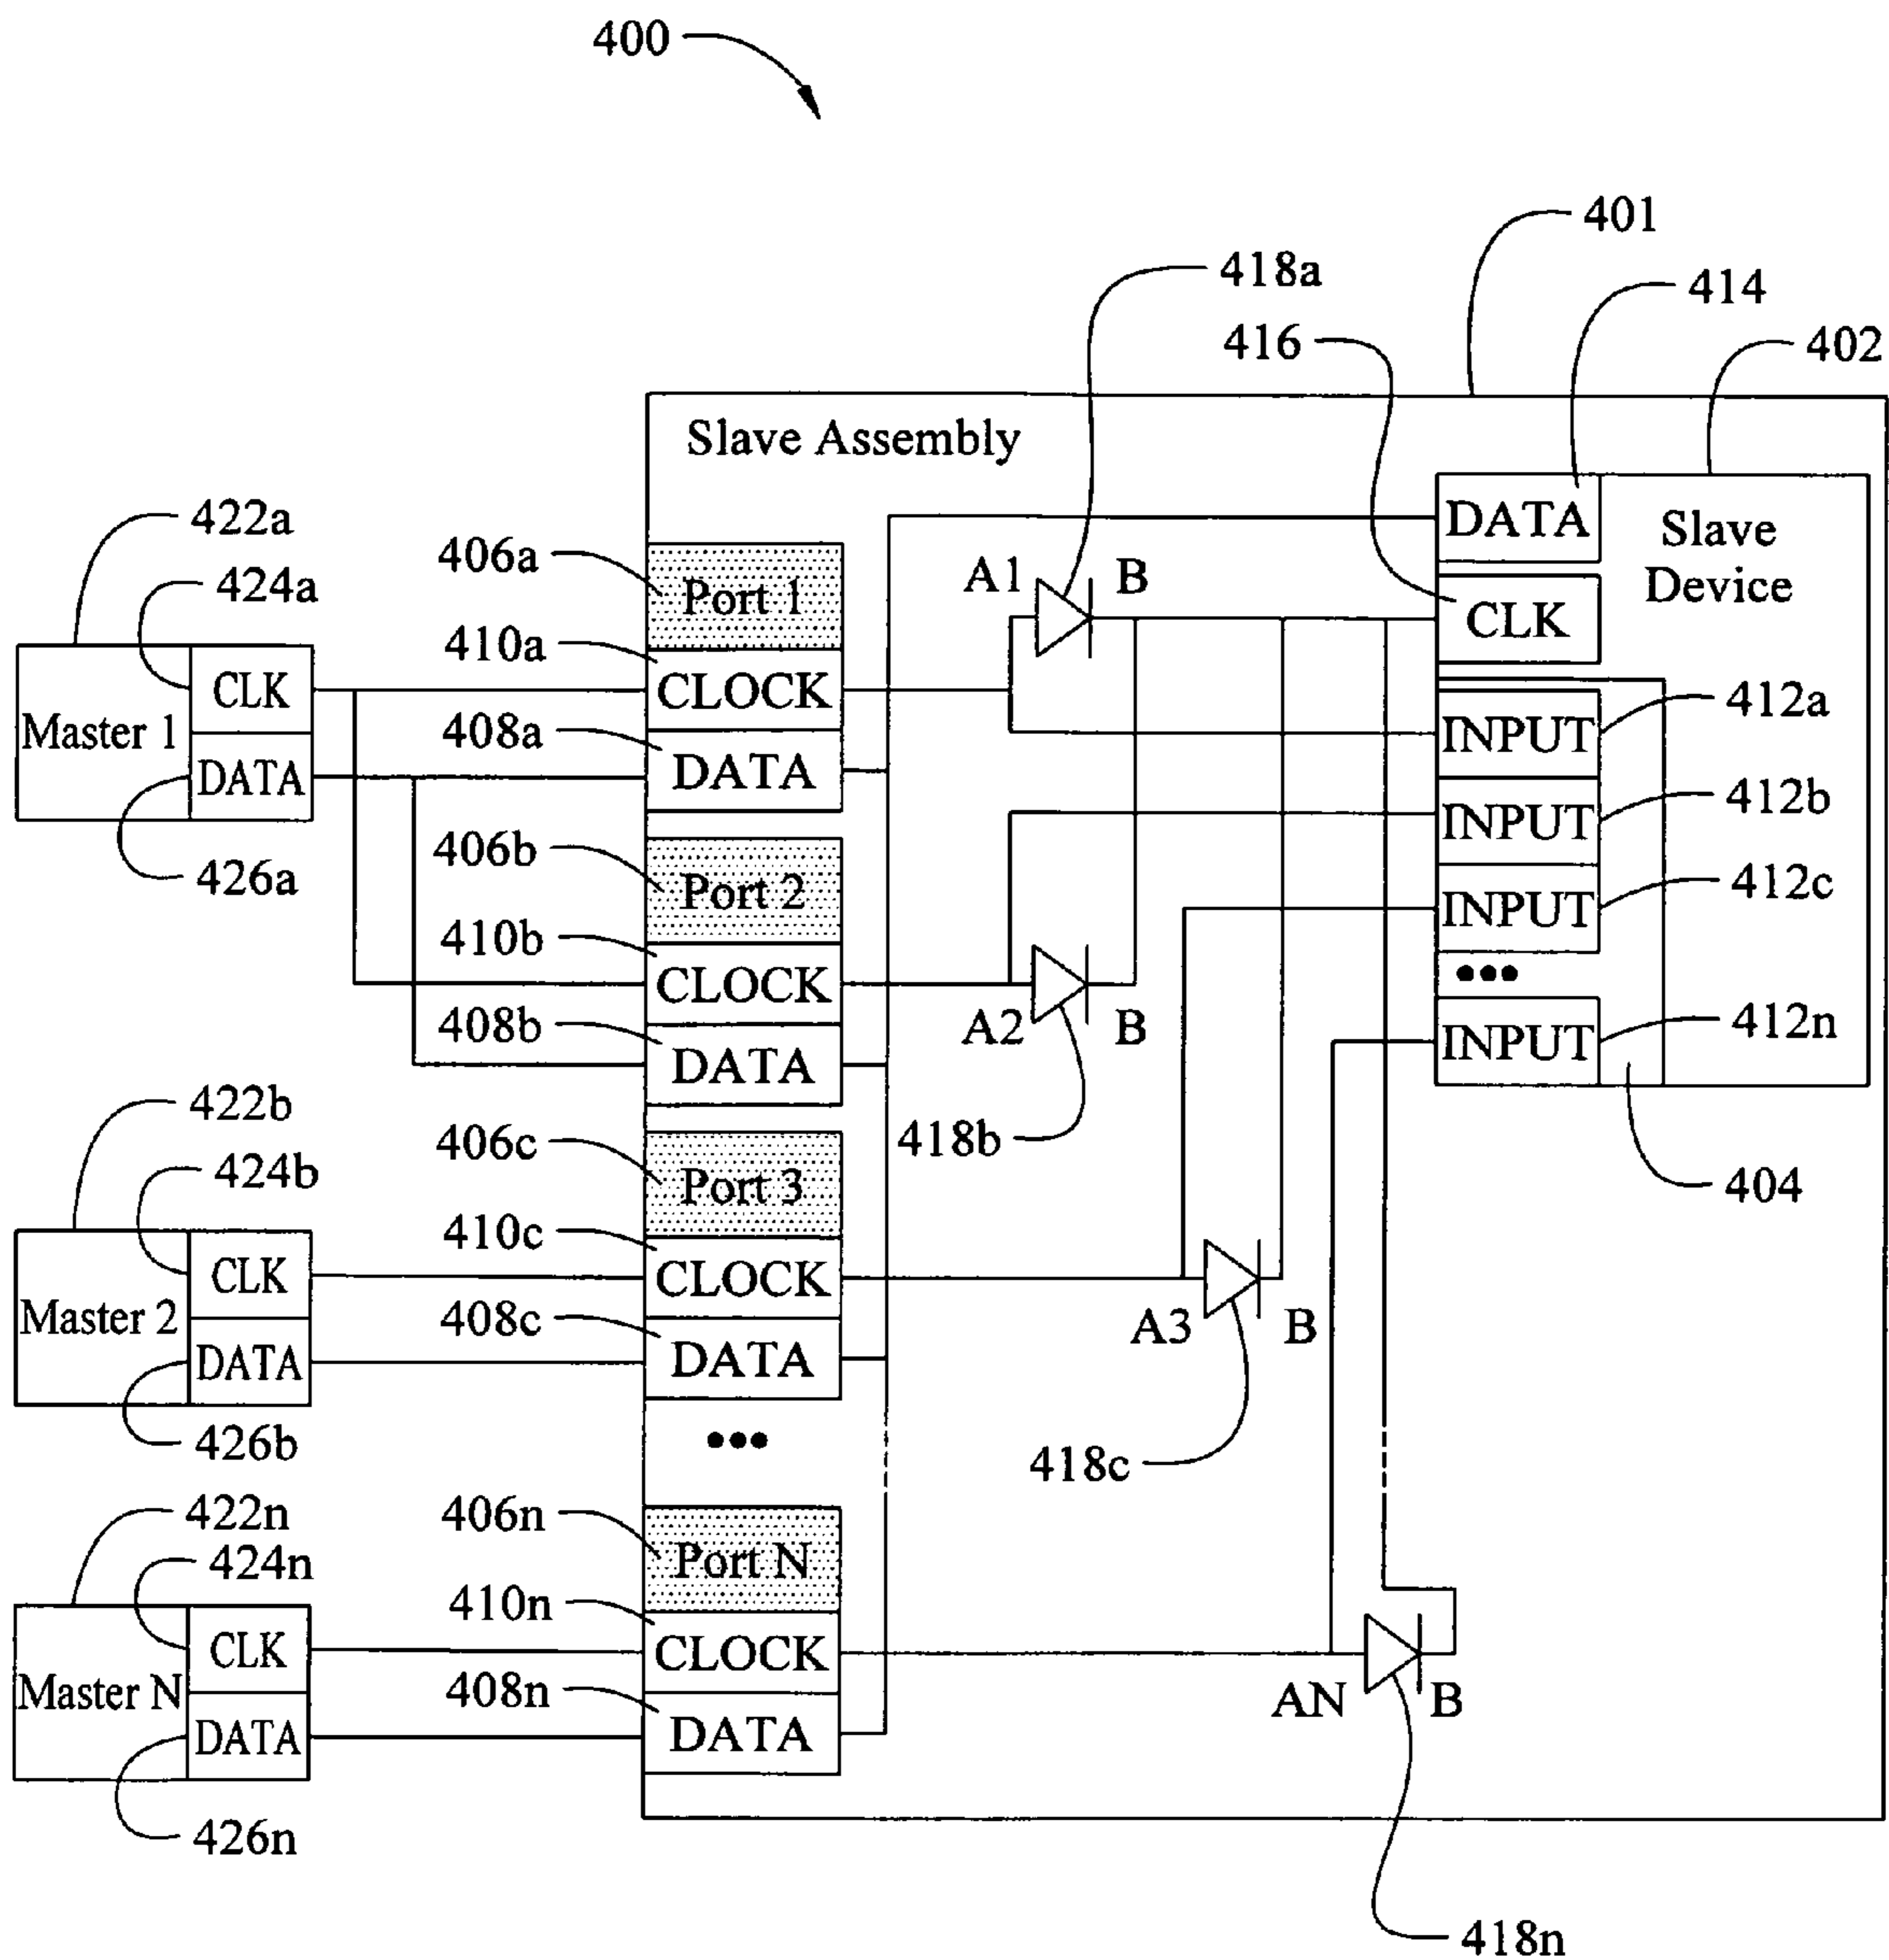 400
401
418a
414
416
402
Slave Assembly
422a
DATA
Slave
Device
406a
A1
B
424a
Port 1
CLK
410a
CLK
CLOCK
412a
Master 1
408a
INPUT
DATA
DATA
412b
406b
INPUT
426a
Port 2
412c
INPUT
410b
CLOCK
•••
412n
408b
A2
B
INPUT
DATA
422b
418b
406c
424b
Port 3
404
410c
CLK
CLOCK
Master 2
408c
A3
B
DATA
DATA
426b
•••
418c
422n
406n
424n
Port N
410n
CLK
CLOCK
Master N
408n
AN
B
DATA
DATA
426n
418n